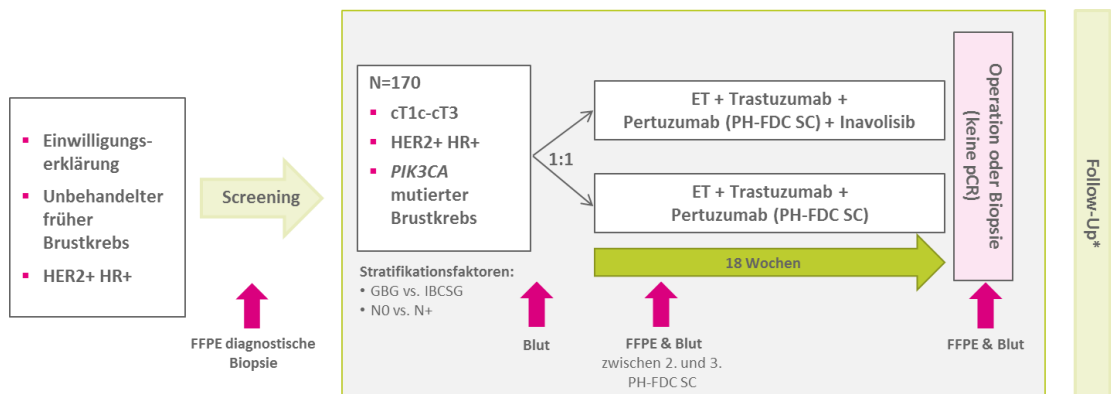 Einwilligungs-
erklärung
Unbehandelter
früher
Brustkrebs
HER2+ HR+
Screening
FFPE diagnostische
Biopsie
N=170
cT1c-cT3
HER2+ HR+
PIK3CA
mutierter
Brustkrebs
Stratifikationsfaktoren:
• GBG vs. IBCSG
• N0 vs. N+
1:1
ET + Trastuzumab +
Pertuzumab (PH-FDC SC) + Inavolisib
ET + Trastuzumab +
Pertuzumab (PH-FDC SC)
18 Wochen
Blut
FFPE & Blut
zwischen 2. und 3.
PH-FDC SC
Operation oder Biopsie
(keine pCR)
FFPE & Blut
Follow-Up*